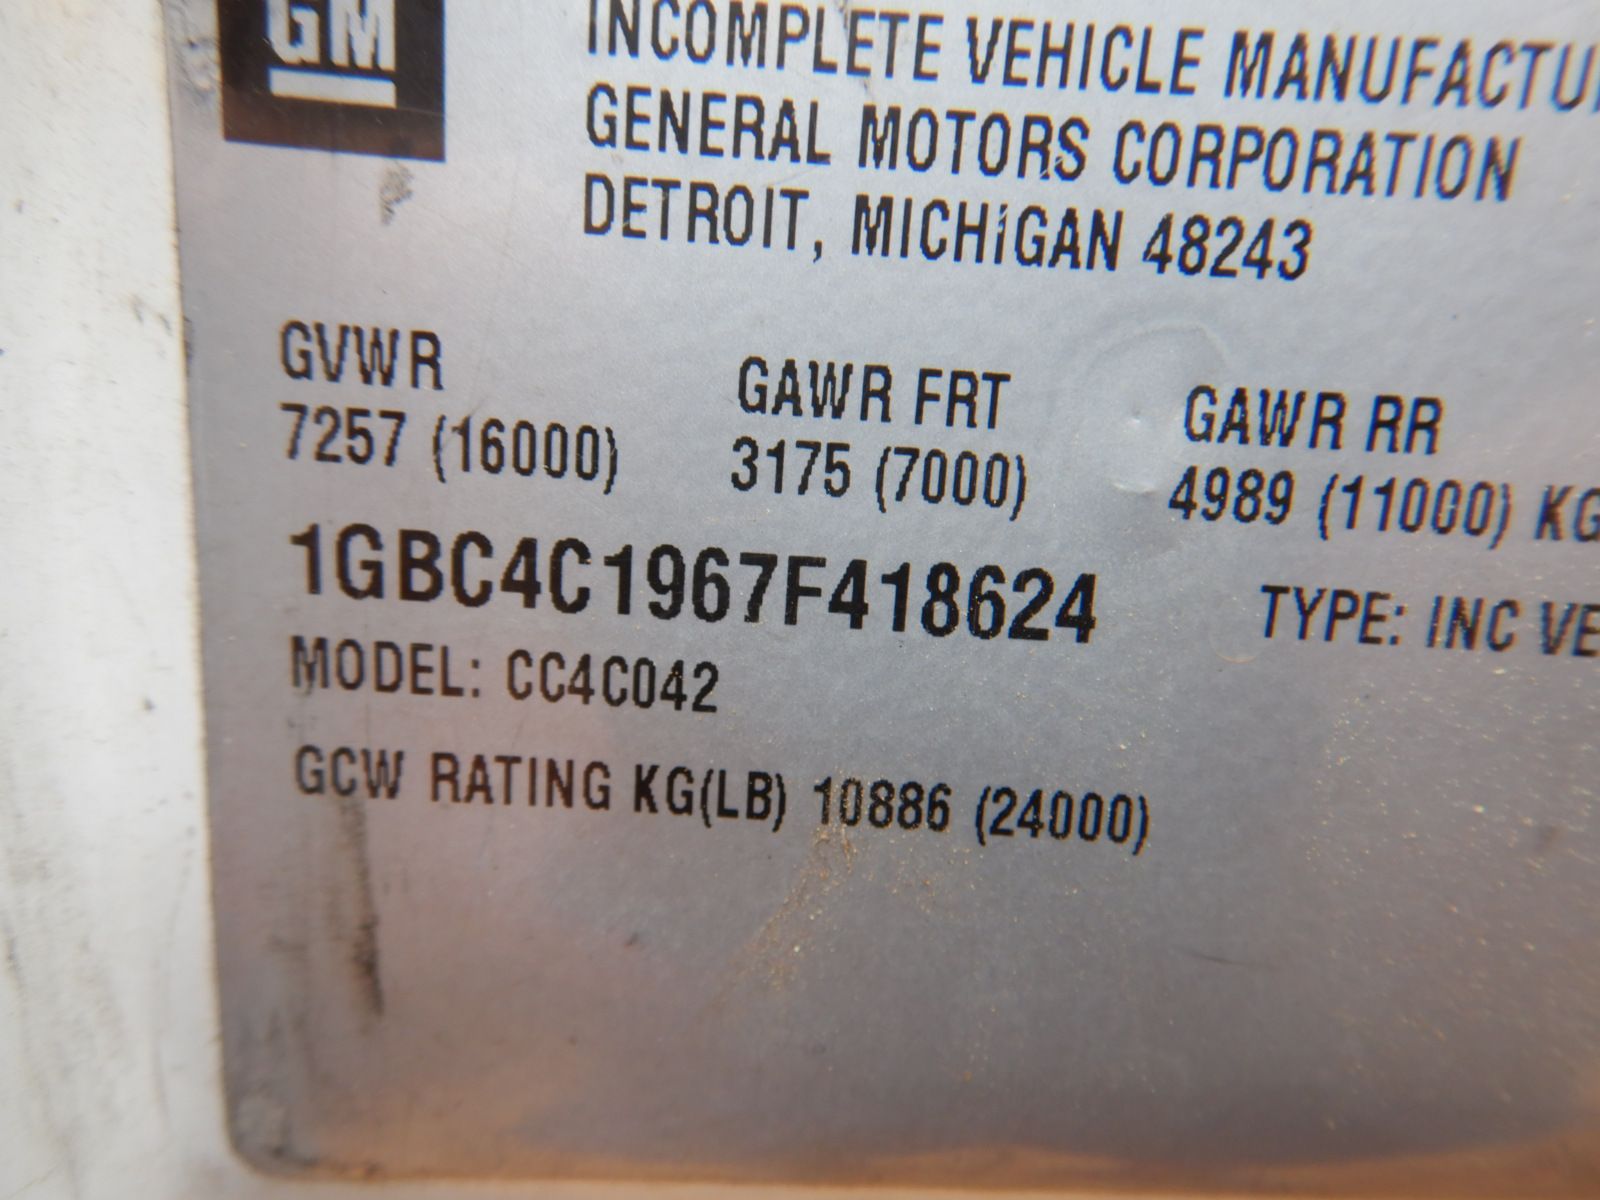 GM
INCOMPLETE VEHICLE MANUFACTU
GENERAL MOTORS CORPORATION
DETROIT, MICHIGAN 48243
GVWR GAWR FRT GAWR RR
7257 (16000) 3175 (7000) 4989 (11000) KG
1GBC4C1967F418624 TYPE: INC VE
MODEL: CC4C042
GCW RATING KG(LB) 10886 (24000)